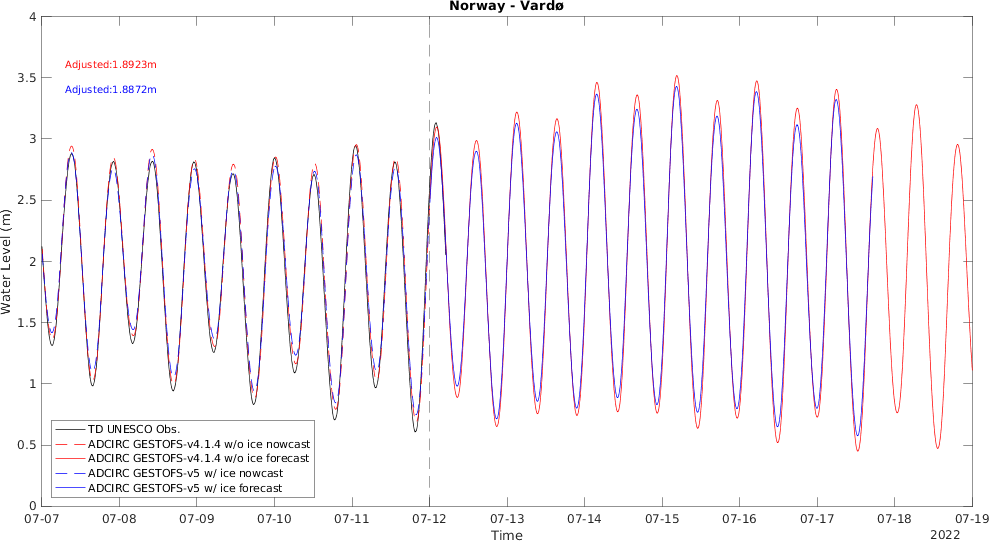 Norway - Vardø
4
Adjusted:1.8923m
3.5
Adjusted:1.8872m
3
2.5
2
Water Level (m)
1.5
1
TD UNESCO Obs.
ADCIRC GESTOFS-v4.1.4 w/o ice nowcast
0.5
ADCIRC GESTOFS-v4.1.4 w/o ice forecast
ADCIRC GESTOFS-v5 w/ ice nowcast
ADCIRC GESTOFS-v5 w/ ice forecast
0
07-07 07-08 07-09 07-10 07-11 07-12 07-13 07-14 07-15 07-16 07-17 07-18 07-19
Time
2022